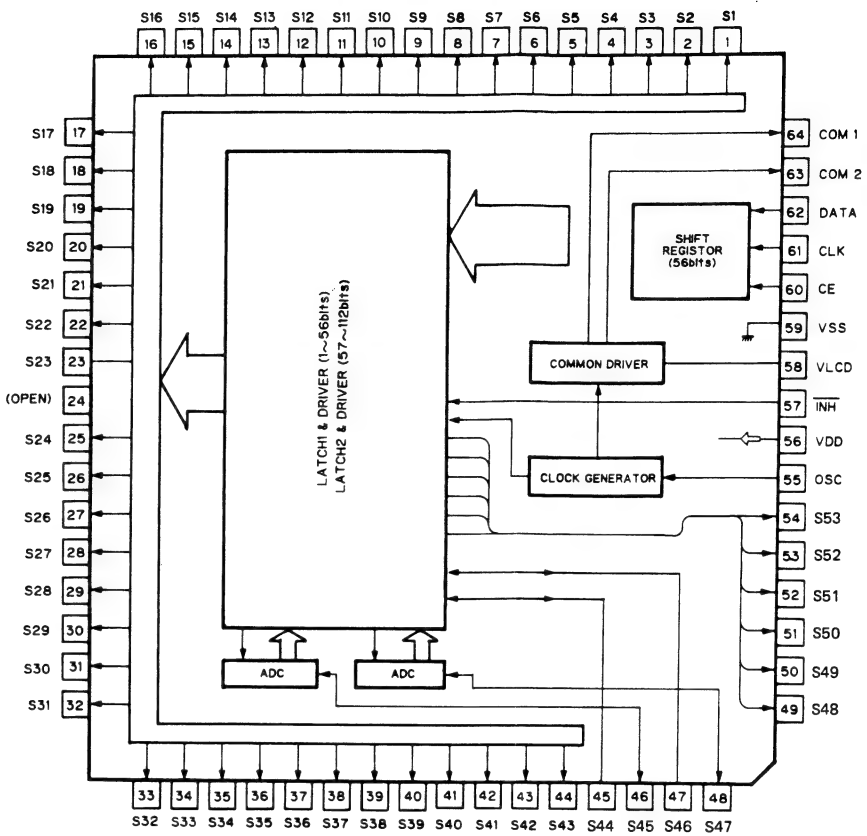 S16 S15 S14 S13 S12 S11 S10 S9 S8 S7 S6 S5 S4 S3 S2 S1
16 15 14 13 12 11 10 9 8 7 6 5 4 3 2 1
S17 17
S18 18
S19 19
S20 20
S21 21
S22 22
S23 23
(OPEN) 24
S24 25
S25 26
S26 27
S27 28
S28 29
S29 30
S30 31
S31 32
LATCH1 & DRIVER (1~56bits)
LATCH2 & DRIVER (57~112bits)
ADC
ADC
SHIFT
REGISTOR
(56bits)
COMMON DRIVER
CLOCK GENERATOR
64 COM 1
63 COM 2
62 DATA
61 CLK
60 CE
59 VSS
58 VLCD
57 INH
56 VDD
55 OSC
54 S53
53 S52
52 S51
51 S50
50 S49
49 S48
33 34 35 36 37 38 39 40 41 42 43 44 45 46 47 48
S32 S33 S34 S35 S36 S37 S38 S39 S40 S41 S42 S43 S44 S45 S46 S47